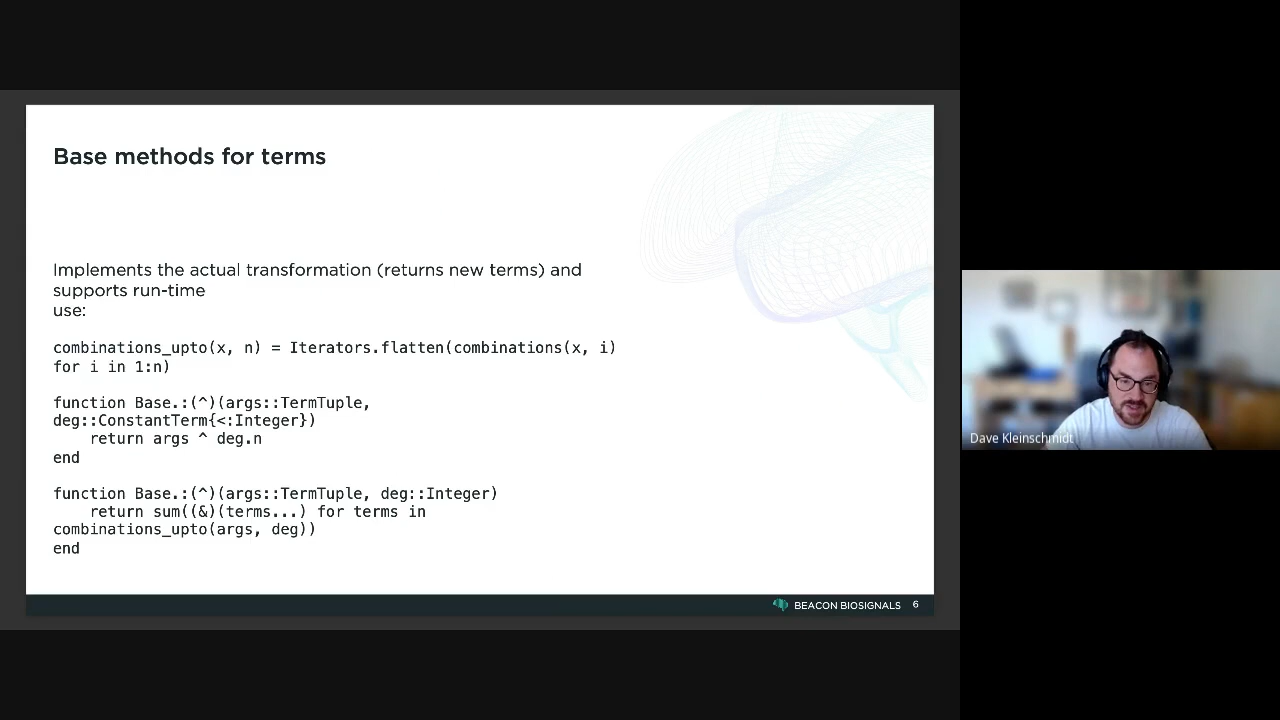 Base methods for terms
Implements the actual transformation (returns new terms) and
supports run-time
use:
combinations_upto(x, n) = Iterators.flatten(combinations(x, i)
for i in 1:n)
function Base.:(^)(args::TermTuple,
deg::ConstantTerm{<:Integer})
    return args ^ deg.n
end
function Base.:(^)(args::TermTuple, deg::Integer)
    return sum((&)(terms...) for terms in
combinations_upto(args, deg))
end
BEACON BIOSIGNALS 6
Dave Kleinschmidt